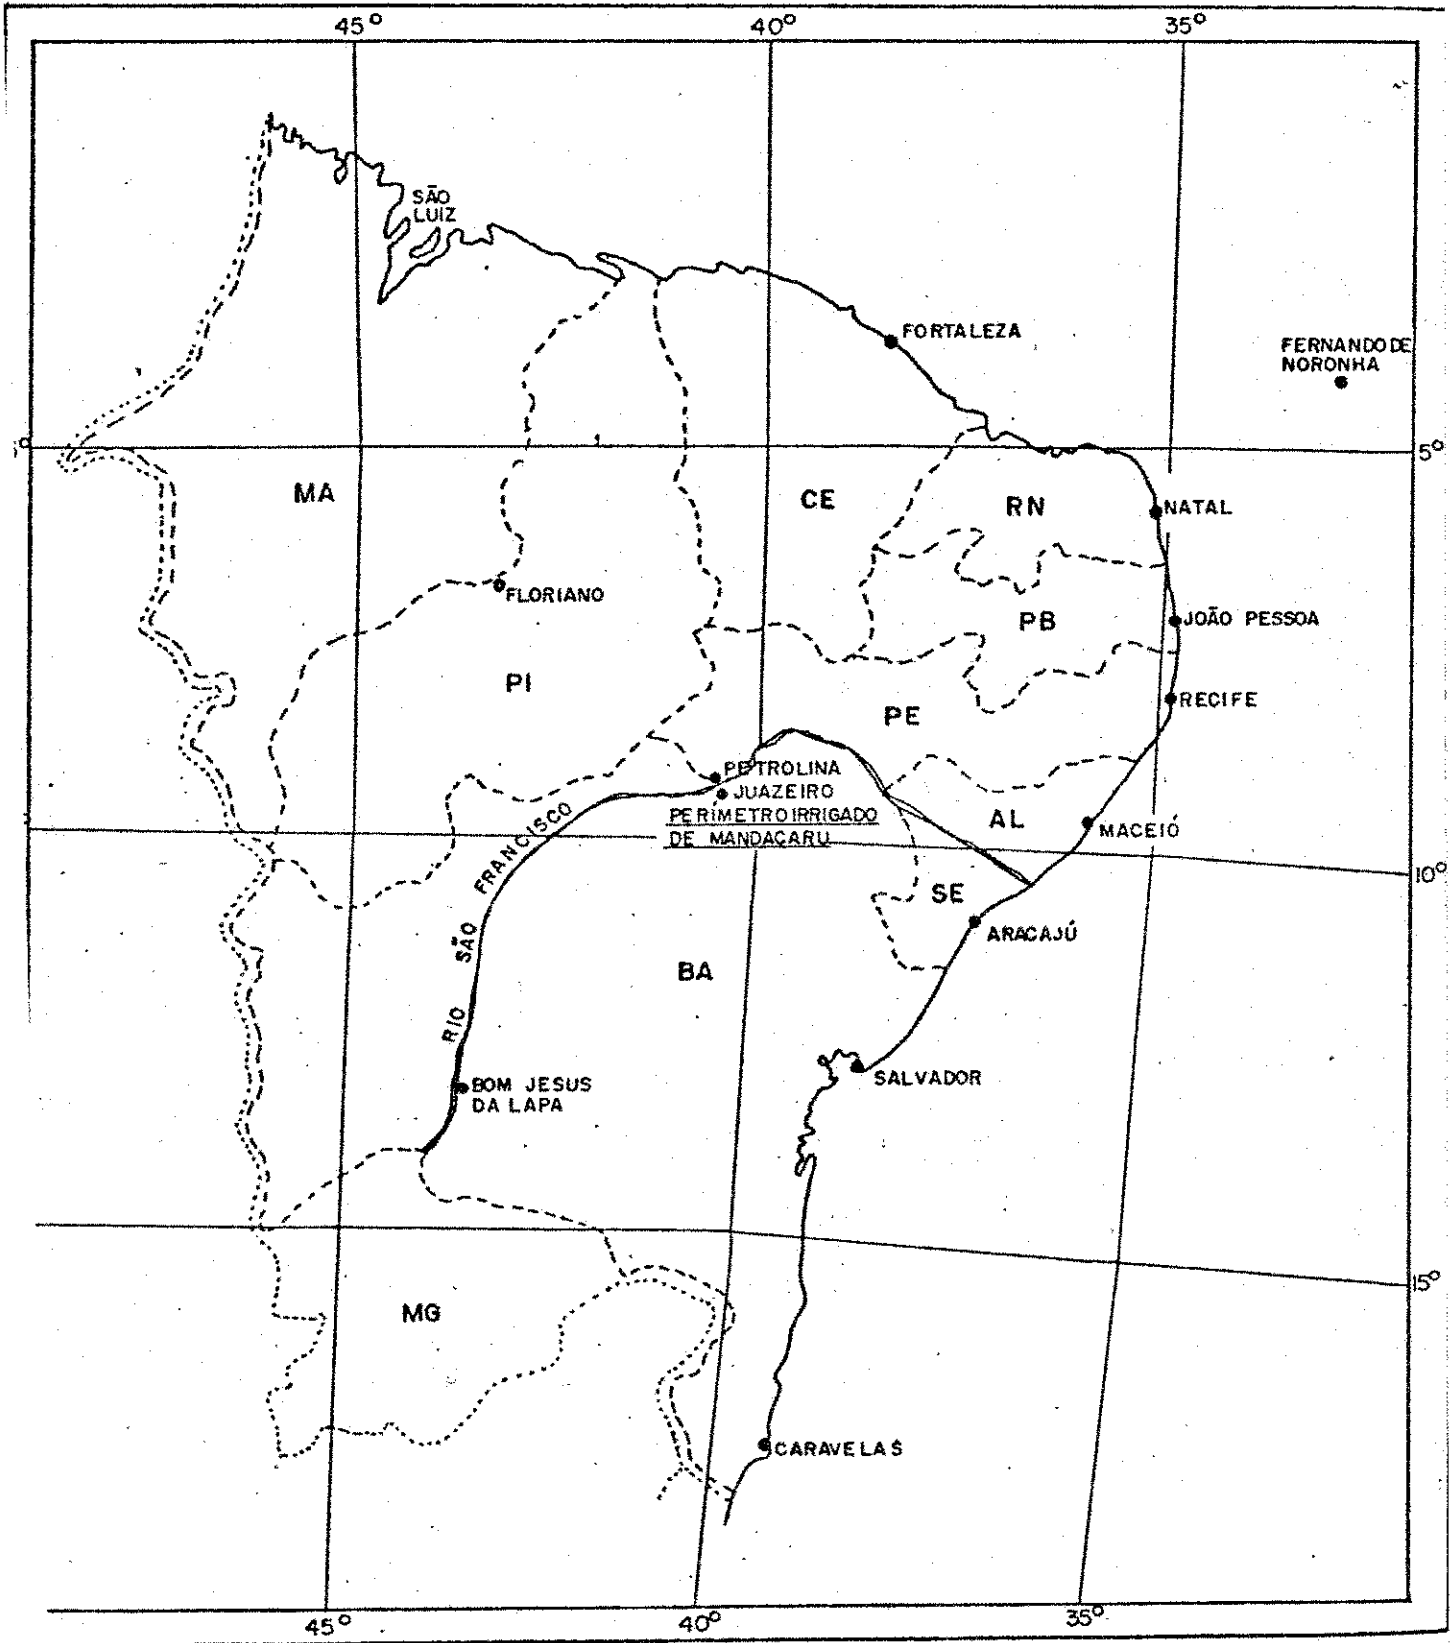 45°
40°
35°
SÃO
LUIZ
FORTALEZA
FERNANDO DE
NORONHA
5°
MA
CE
RN
NATAL
FLORIANO
PB
JOÃO PESSOA
PI
RECIFE
PE
PETROLINA
JUAZEIRO
PERÍMETRO IRRIGADO
DE MANDACARU
AL
MACEIÓ
10°
RIO SÃO FRANCISCO
SE
ARACAJÚ
BA
SALVADOR
BOM JESUS
DA LAPA
15°
MG
CARAVELAS
45°
40°
35°